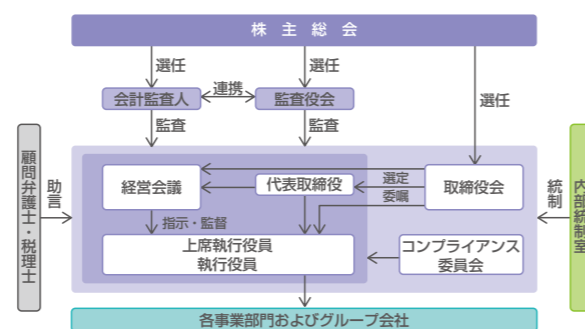 株主総会
選任
選任
選任
会計監査人
連携
監査役会
監査
監査
顧問弁護士・税理士
助言
経営会議
代表取締役
選定
委嘱
取締役会
統制
内部統制室
指示・監督
上席執行役員
執行役員
コンプライアンス
委員会
各事業部門およびグループ会社